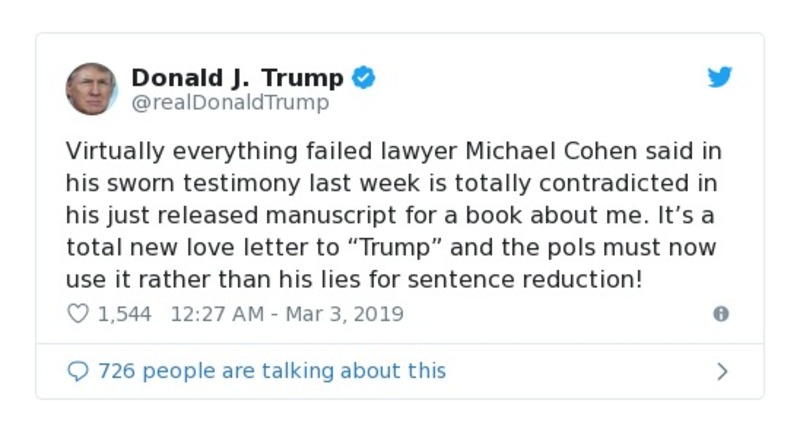 Donald J. Trump
@realDonaldTrump
Virtually everything failed lawyer Michael Cohen said in
his sworn testimony last week is totally contradicted in
his just released manuscript for a book about me. It’s a
total new love letter to “Trump” and the pols must now
use it rather than his lies for sentence reduction!
1,544 12:27 AM - Mar 3, 2019
726 people are talking about this